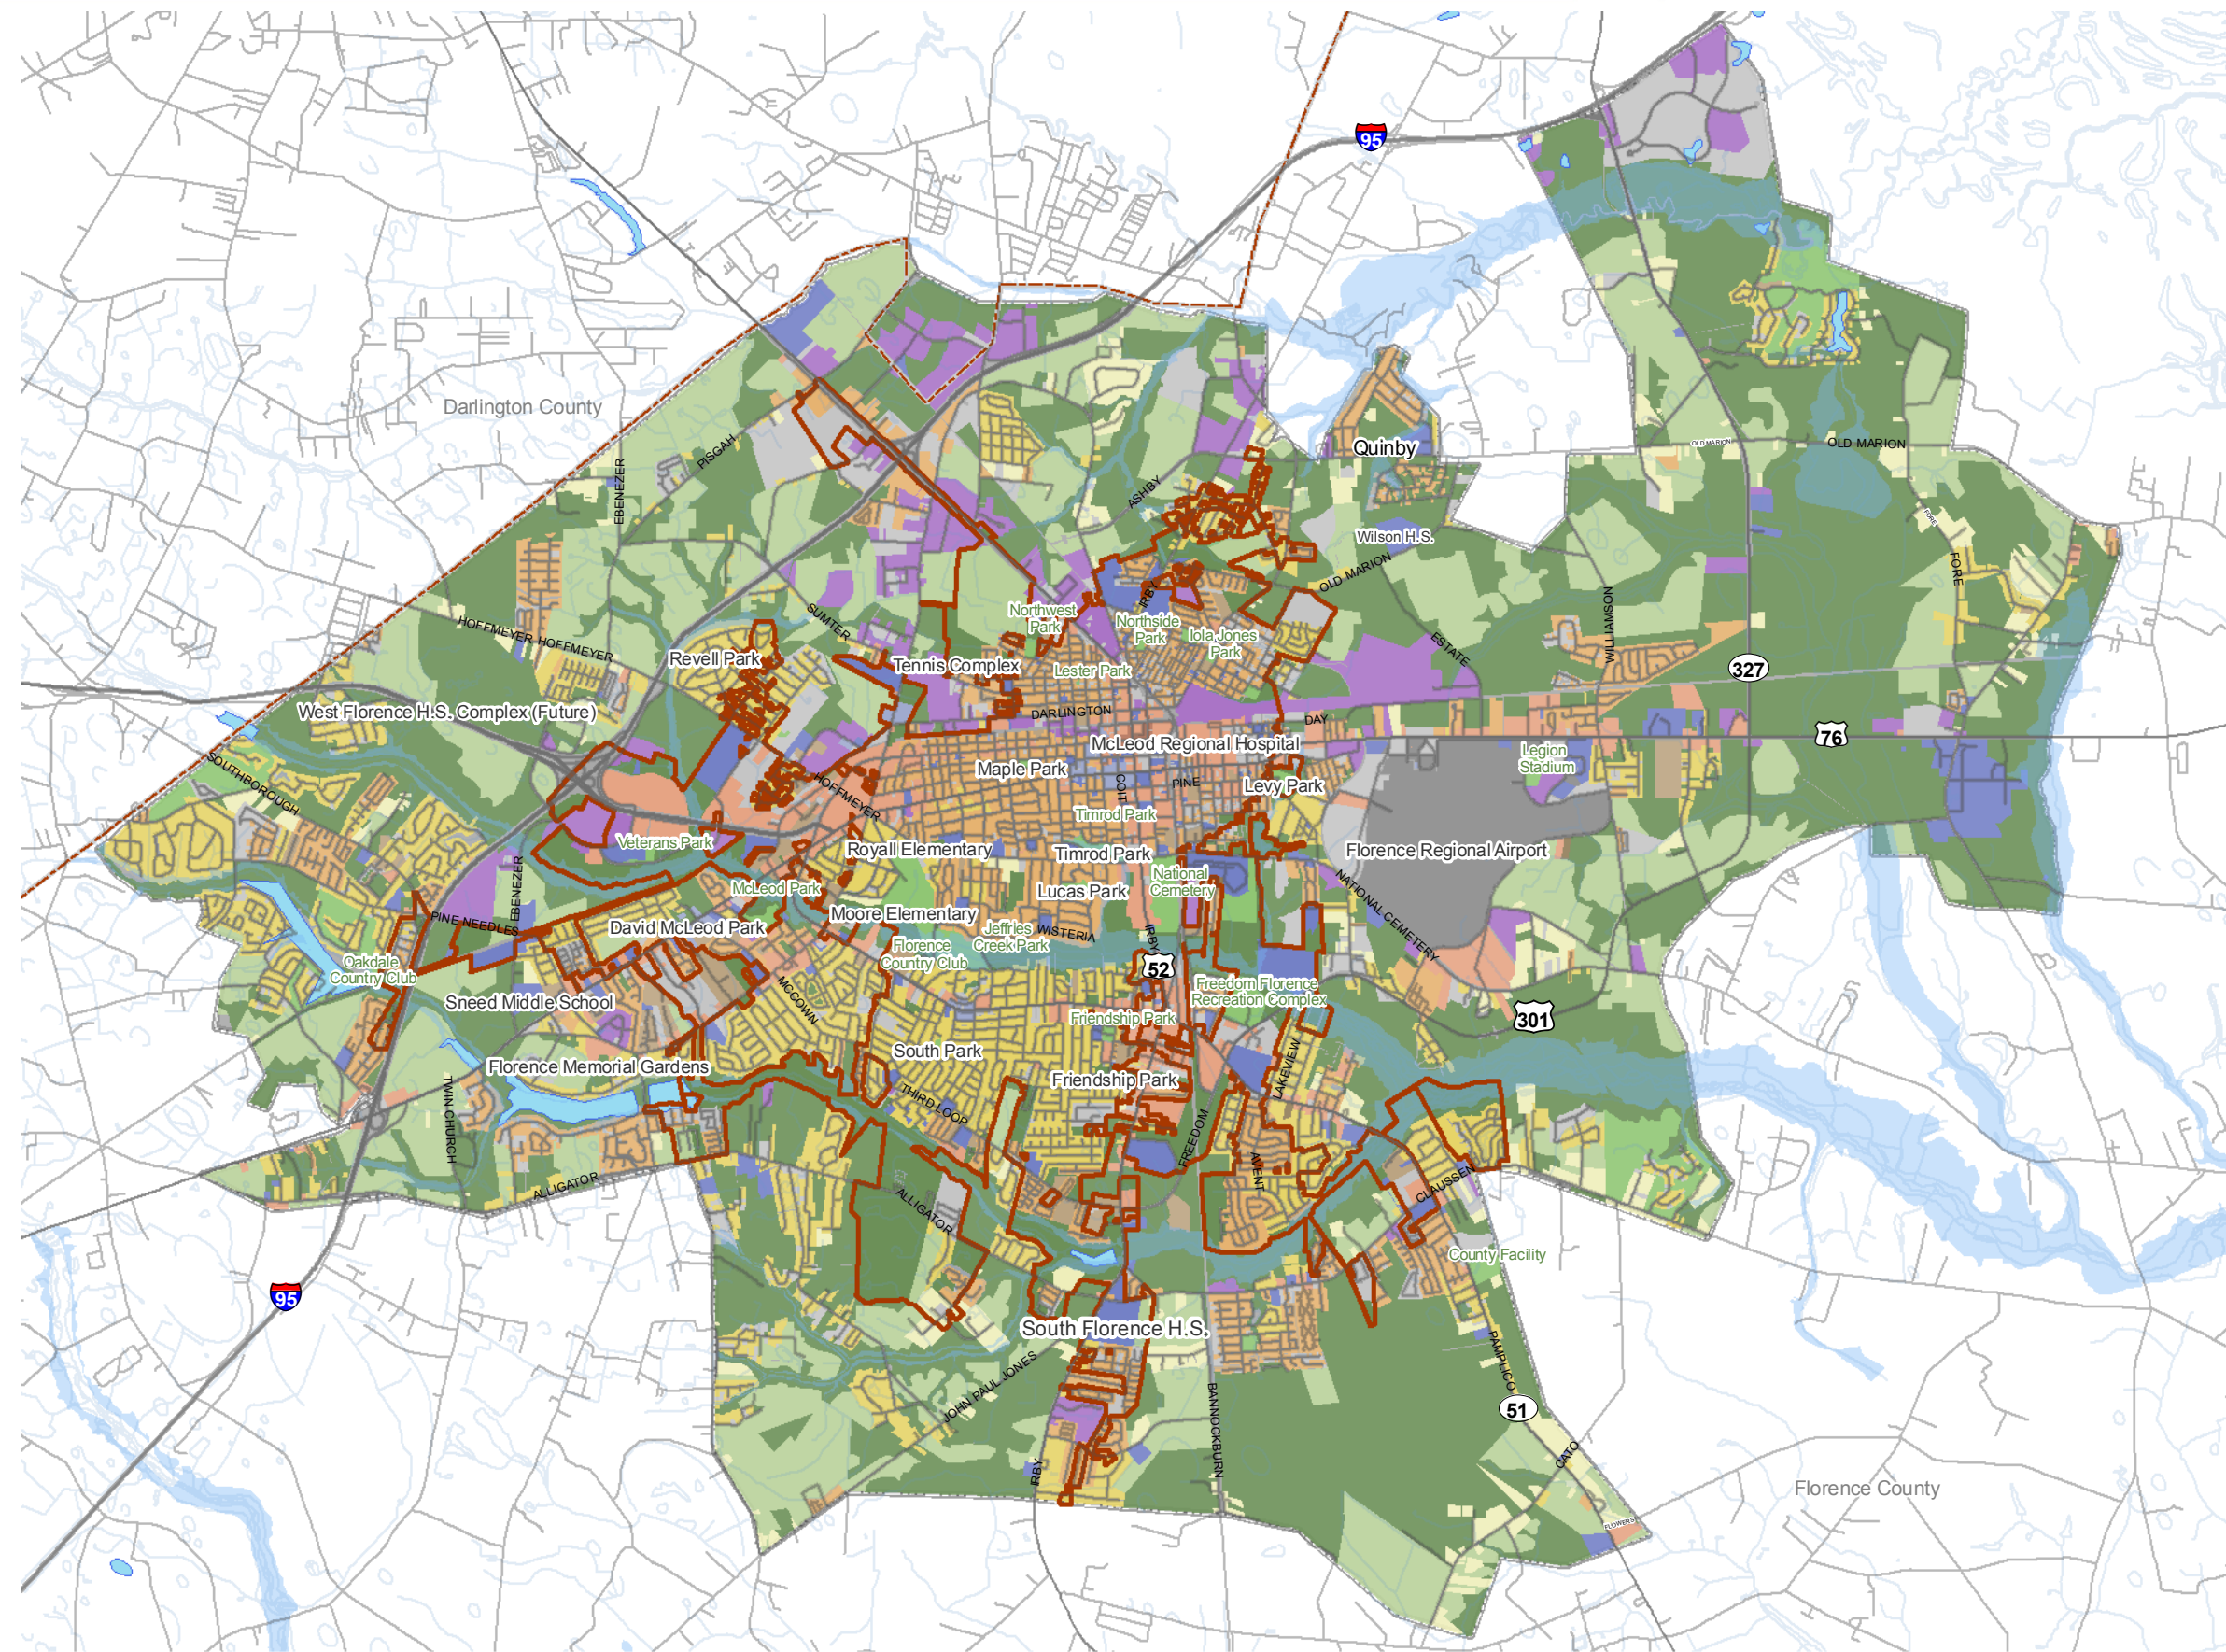 95
Darlington County
PISGAH
EBENEZER
ASHBY
Quinby
OLD MARION
OLD MARION
FORE
FORE
Wilson H.S.
OLD MARION
IRBY
Northwest
Park
Northside
Park
Iola Jones
Park
WILLIAMSON
SUMTER
HOFFMEYER HOFFMEYER
Revell Park
Tennis Complex
Lester Park
ESTATE
327
West Florence H.S. Complex (Future)
DARLINGTON
DAY
76
McLeod Regional Hospital
Legion
Stadium
SOUTHBOROUGH
Maple Park
COIT
PINE
Levy Park
HOFFMEYER
Timrod Park
Veterans Park
Royall Elementary
Timrod Park
Florence Regional Airport
EBENEZER
McLeod Park
Lucas Park
National
Cemetery
NATIONAL CEMETERY
PINE NEEDLES
David McLeod Park
Moore Elementary
Jeffries
Creek Park
WISTERIA
IRBY
Florence
Country Club
Oakdale
Country Club
52
Sneed Middle School
MCCOWN
Freedom Florence
Recreation Complex
Friendship Park
301
Florence Memorial Gardens
South Park
Friendship Park
LAKEVIEW
TWIN CHURCH
THIRD LOOP
FREEDOM
AVENT
CLAUSSEN
ALLIGATOR
ALLIGATOR
County Facility
95
South Florence H.S.
JOHN PAUL JONES
PAMPLICO
BANNOCKBURN
51
CATO
IRBY
Florence County
FLOWERS